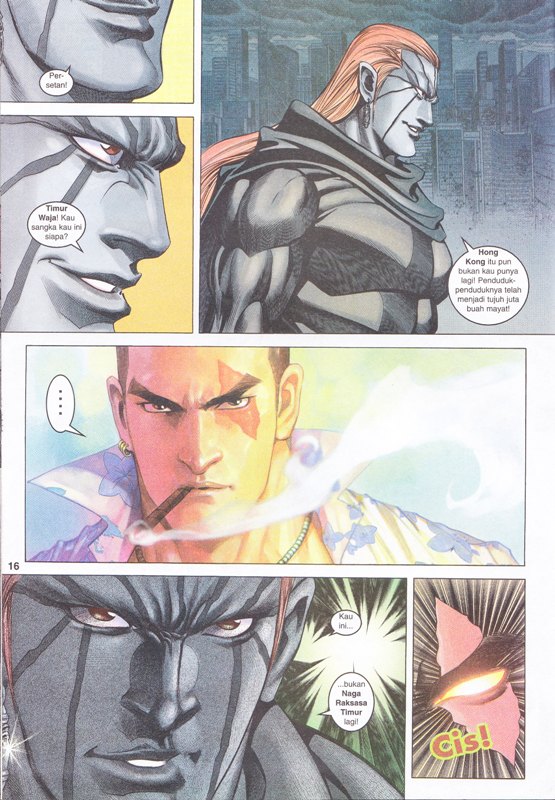 Per-
setan!
Timur
Waja! Kau
sangka kau ini
siapa?
Hong
Kong itu pun
bukan kau punya
lagi! Penduduk-
penduduknya telah
menjadi tujuh juta
buah mayat!
....
16
Kau
ini...
...bukan
Naga
Raksasa
Timur
lagi!
Cis!